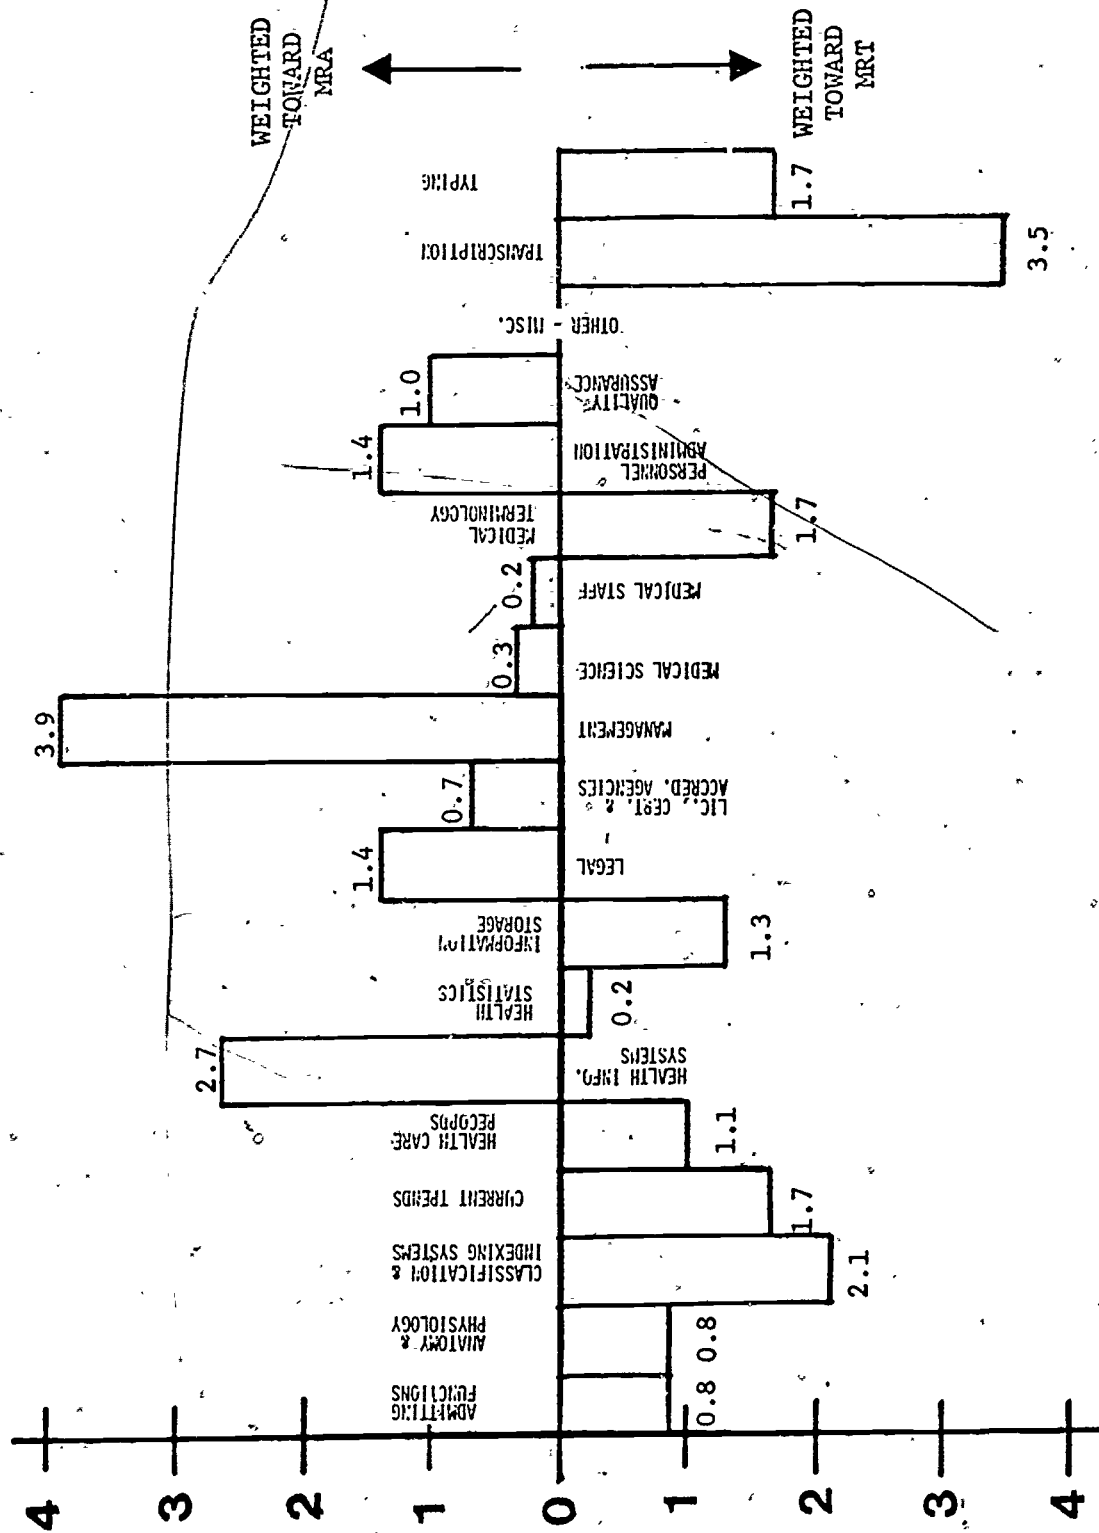 WEIGHTED
TOWARD
MRA
WEIGHTED
TOWARD
MRT
4
3
2
1
0
1
2
3
4
ADMITTING
FUNCTIONS
0.8
ANATOMY &
PHYSIOLOGY
0.8
CLASSIFICATION &
INDEXING SYSTEMS
2.1
CURRENT TRENDS
1.7
HEALTH CARE
RECORDS
1.1
HEALTH INFO.
SYSTEMS
2.7
HEALTH
STATISTICS
0.2
INFORMATION
STORAGE
1.3
LEGAL
1.4
LIC., CERT. &
ACCRED. AGENCIES
0.7
MANAGEMENT
3.9
MEDICAL SCIENCE
0.3
MEDICAL STAFF
0.2
MEDICAL
TERMINOLOGY
1.7
PERSONNEL
ADMINISTRATION
1.4
QUALITY
ASSURANCE
1.0
OTHER - MISC.
TRANSCRIPTION
3.5
TYPING
1.7